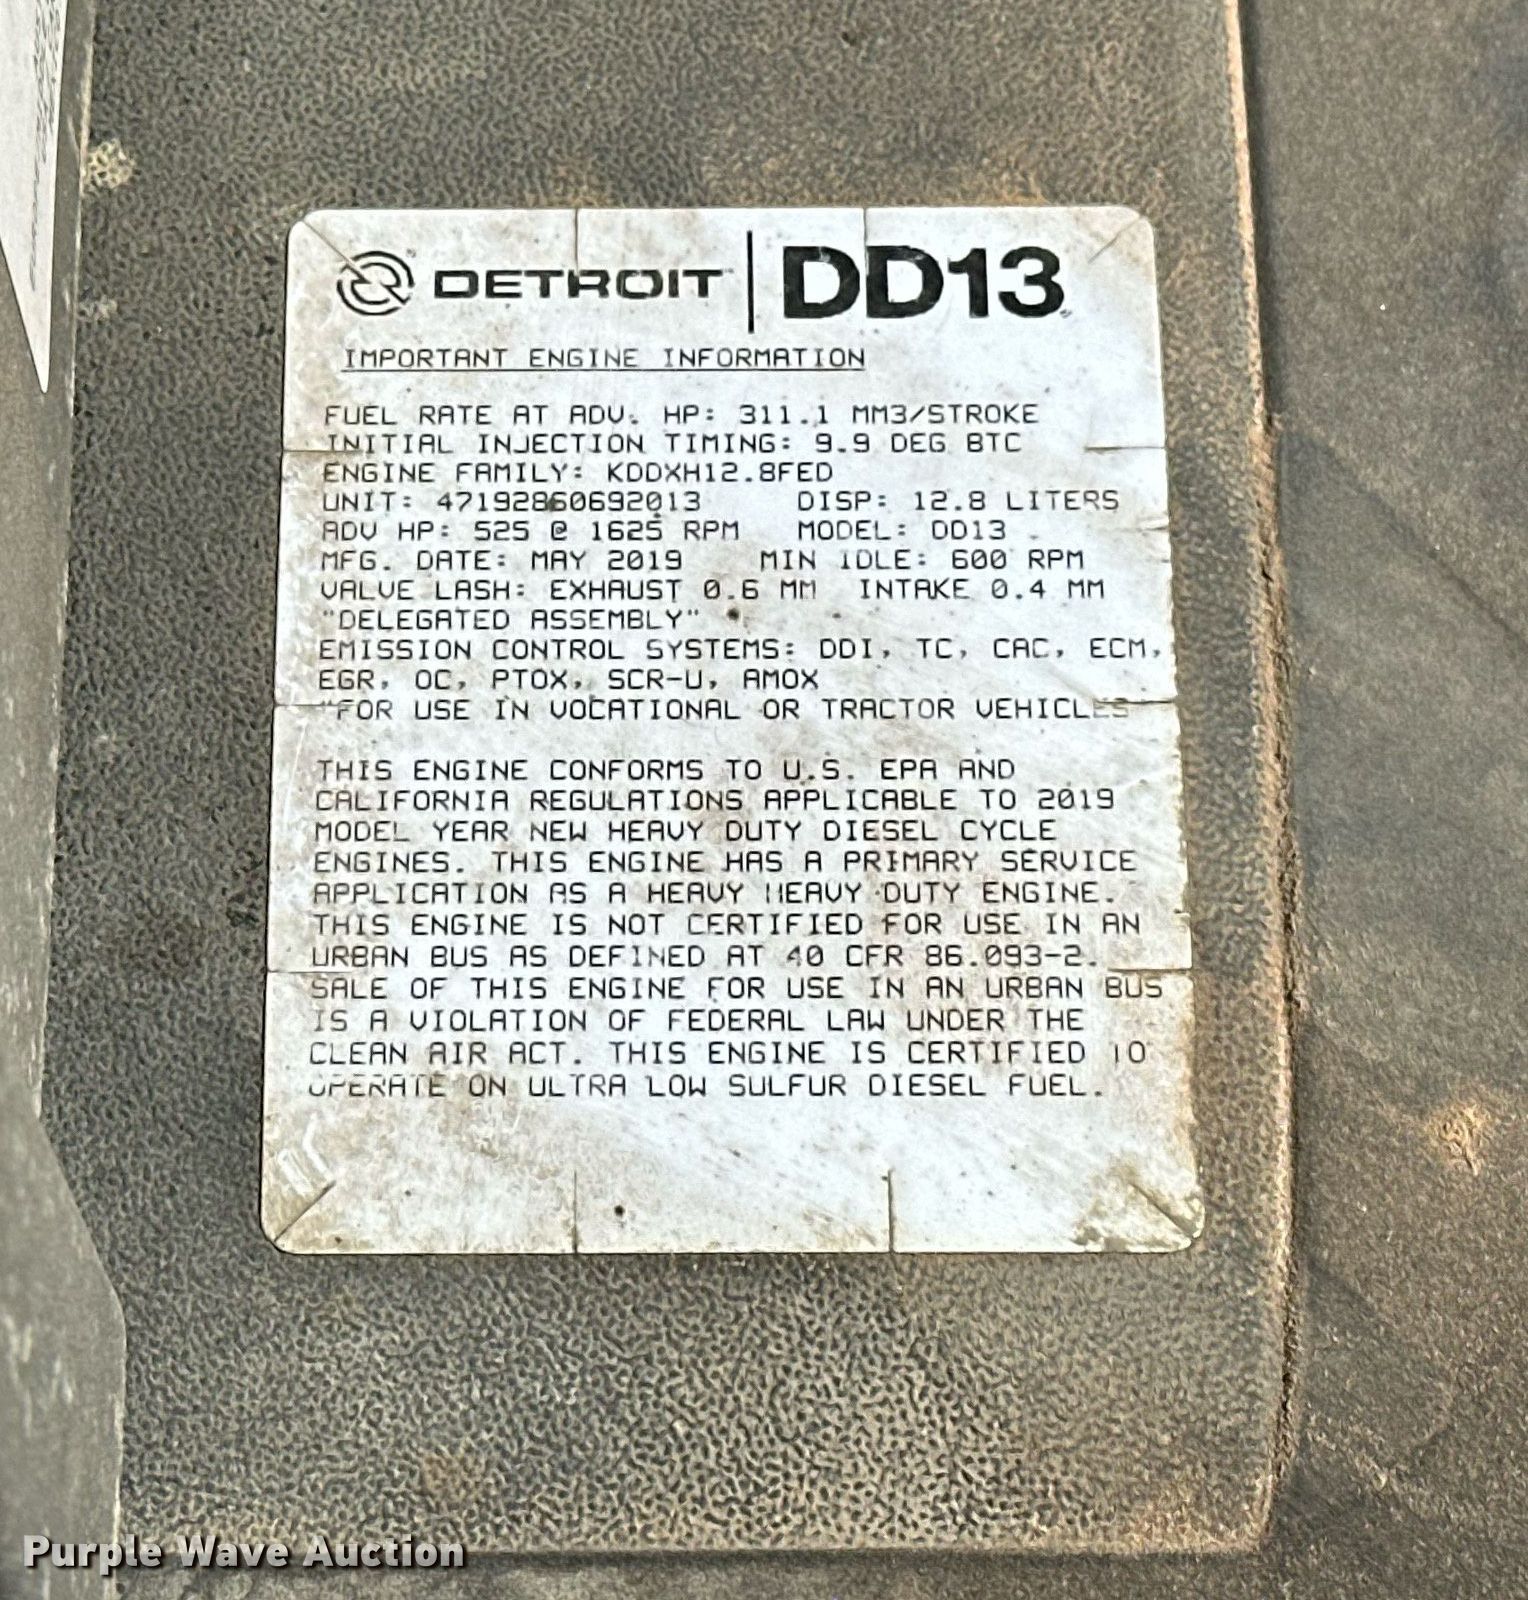 DETROIT DD13
IMPORTANT ENGINE INFORMATION
FUEL RATE AT ADV. HP: 311.1 MM3/STROKE
INITIAL INJECTION TIMING: 9.9 DEG BTC
ENGINE FAMILY: KDDXH12.8FED
UNIT: 47192860692013 DISP: 12.8 LITERS
ADV HP: 525 @ 1625 RPM MODEL: DD13
MFG. DATE: MAY 2019 MIN IDLE: 600 RPM
VALVE LASH: EXHAUST 0.6 MM INTAKE 0.4 MM
"DELEGATED ASSEMBLY"
EMISSION CONTROL SYSTEMS: DDI, TC, CAC, ECM,
EGR, OC, PTOX, SCR-U, AMOX
"FOR USE IN VOCATIONAL OR TRACTOR VEHICLES"
THIS ENGINE CONFORMS TO U.S. EPA AND
CALIFORNIA REGULATIONS APPLICABLE TO 2019
MODEL YEAR NEW HEAVY DUTY DIESEL CYCLE
ENGINES. THIS ENGINE HAS A PRIMARY SERVICE
APPLICATION AS A HEAVY HEAVY DUTY ENGINE.
THIS ENGINE IS NOT CERTIFIED FOR USE IN AN
URBAN BUS AS DEFINED AT 40 CFR 86.093-2.
SALE OF THIS ENGINE FOR USE IN AN URBAN BUS
IS A VIOLATION OF FEDERAL LAW UNDER THE
CLEAN AIR ACT. THIS ENGINE IS CERTIFIED TO
OPERATE ON ULTRA LOW SULFUR DIESEL FUEL.
Purple Wave Auction